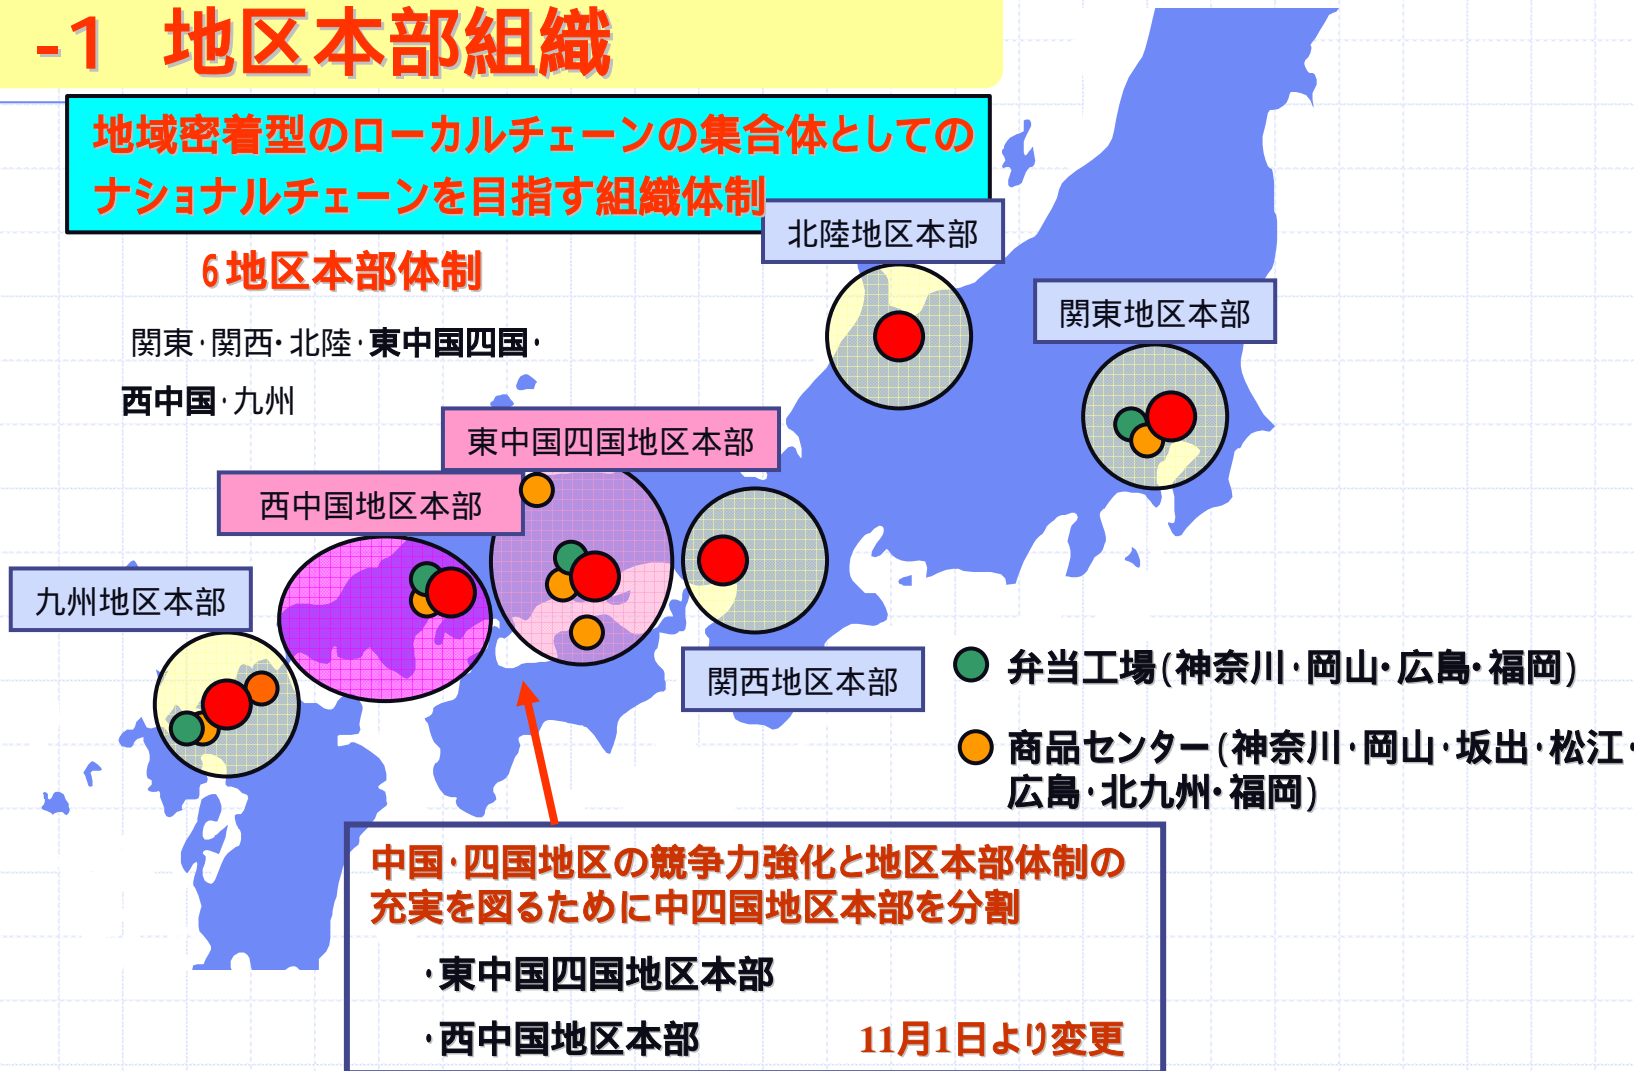 -1 地区本部組織
地域密着型のローカルチェーンの集合体としての
ナショナルチェーンを目指す組織体制
6地区本部体制
関東・関西・北陸・東中国四国・
西中国・九州
北陸地区本部
関東地区本部
東中国四国地区本部
西中国地区本部
九州地区本部
関西地区本部
弁当工場(神奈川・岡山・広島・福岡)
商品センター(神奈川・岡山・坂出・松江・
広島・北九州・福岡)
中国・四国地区の競争力強化と地区本部体制の
充実を図るために中四国地区本部を分割
・東中国四国地区本部
・西中国地区本部 11月1日より変更